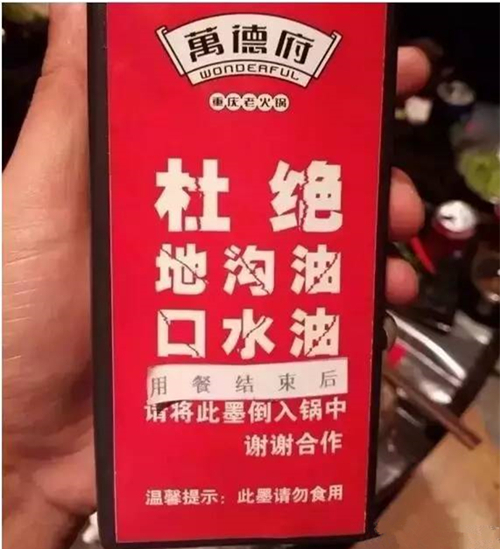 萬德府
WONDERAFUL
重庆老火锅
杜绝
地沟油
口水油
用餐结束后
请将此墨倒入锅中
谢谢合作
温馨提示：此墨请勿食用